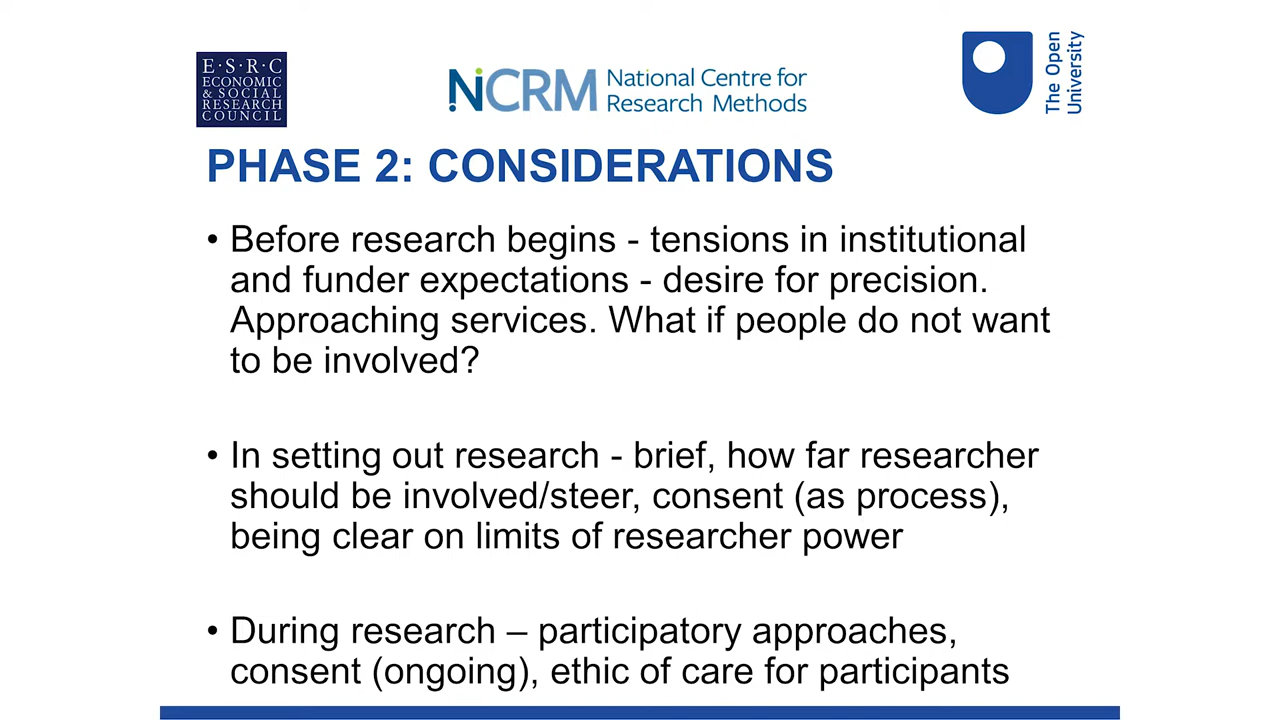 E·S·R·C
ECONOMIC
& SOCIAL
RESEARCH
COUNCIL
NCRM
National Centre for
Research Methods
The Open
University
PHASE 2: CONSIDERATIONS
• Before research begins - tensions in institutional
and funder expectations - desire for precision.
Approaching services. What if people do not want
to be involved?
• In setting out research - brief, how far researcher
should be involved/steer, consent (as process),
being clear on limits of researcher power
• During research – participatory approaches,
consent (ongoing), ethic of care for participants